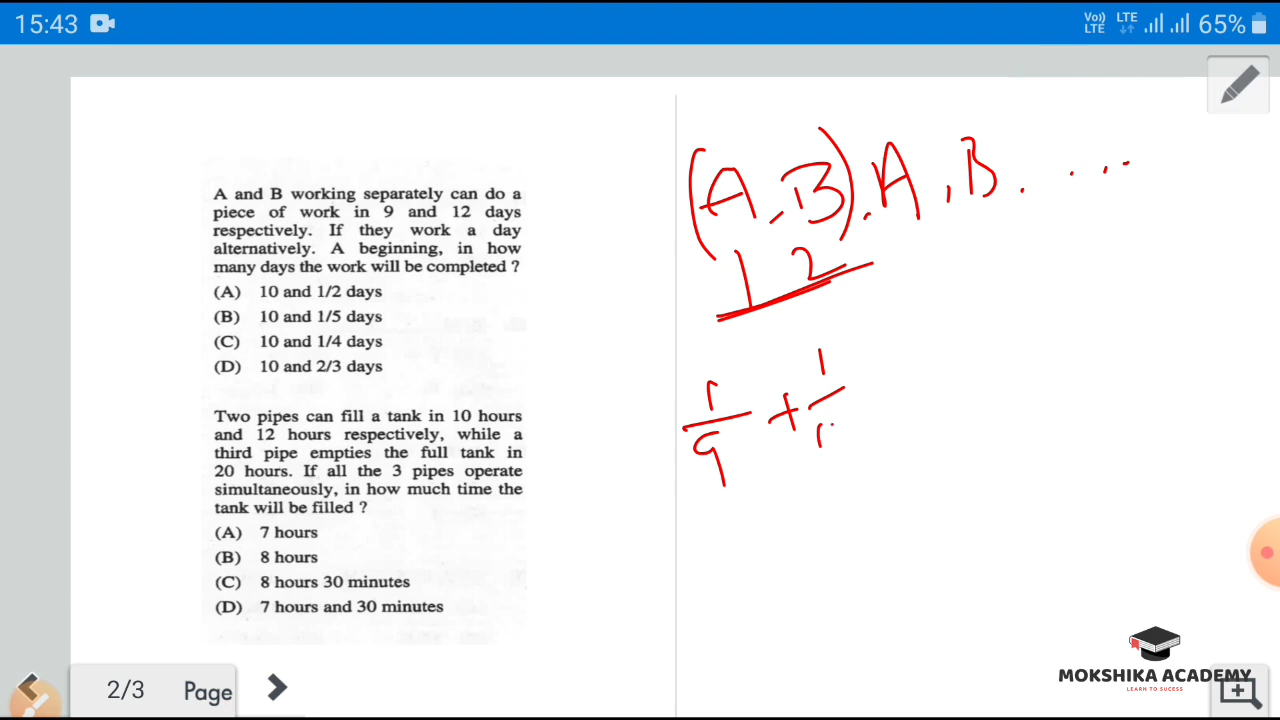 15:43
Vo)) LTE LTE 65%
A and B working separately can do a
piece of work in 9 and 12 days
respectively. If they work a day
alternatively. A beginning, in how
many days the work will be completed ?
(A) 10 and 1/2 days
(B) 10 and 1/5 days
(C) 10 and 1/4 days
(D) 10 and 2/3 days
Two pipes can fill a tank in 10 hours
and 12 hours respectively, while a
third pipe empties the full tank in
20 hours. If all the 3 pipes operate
simultaneously, in how much time the
tank will be filled ?
(A) 7 hours
(B) 8 hours
(C) 8 hours 30 minutes
(D) 7 hours and 30 minutes
(A, B), A, B. ....
1 2
1/9 + 1/1
MOKSHIKA ACADEMY
LEARN TO SUCESS
2/3 Page